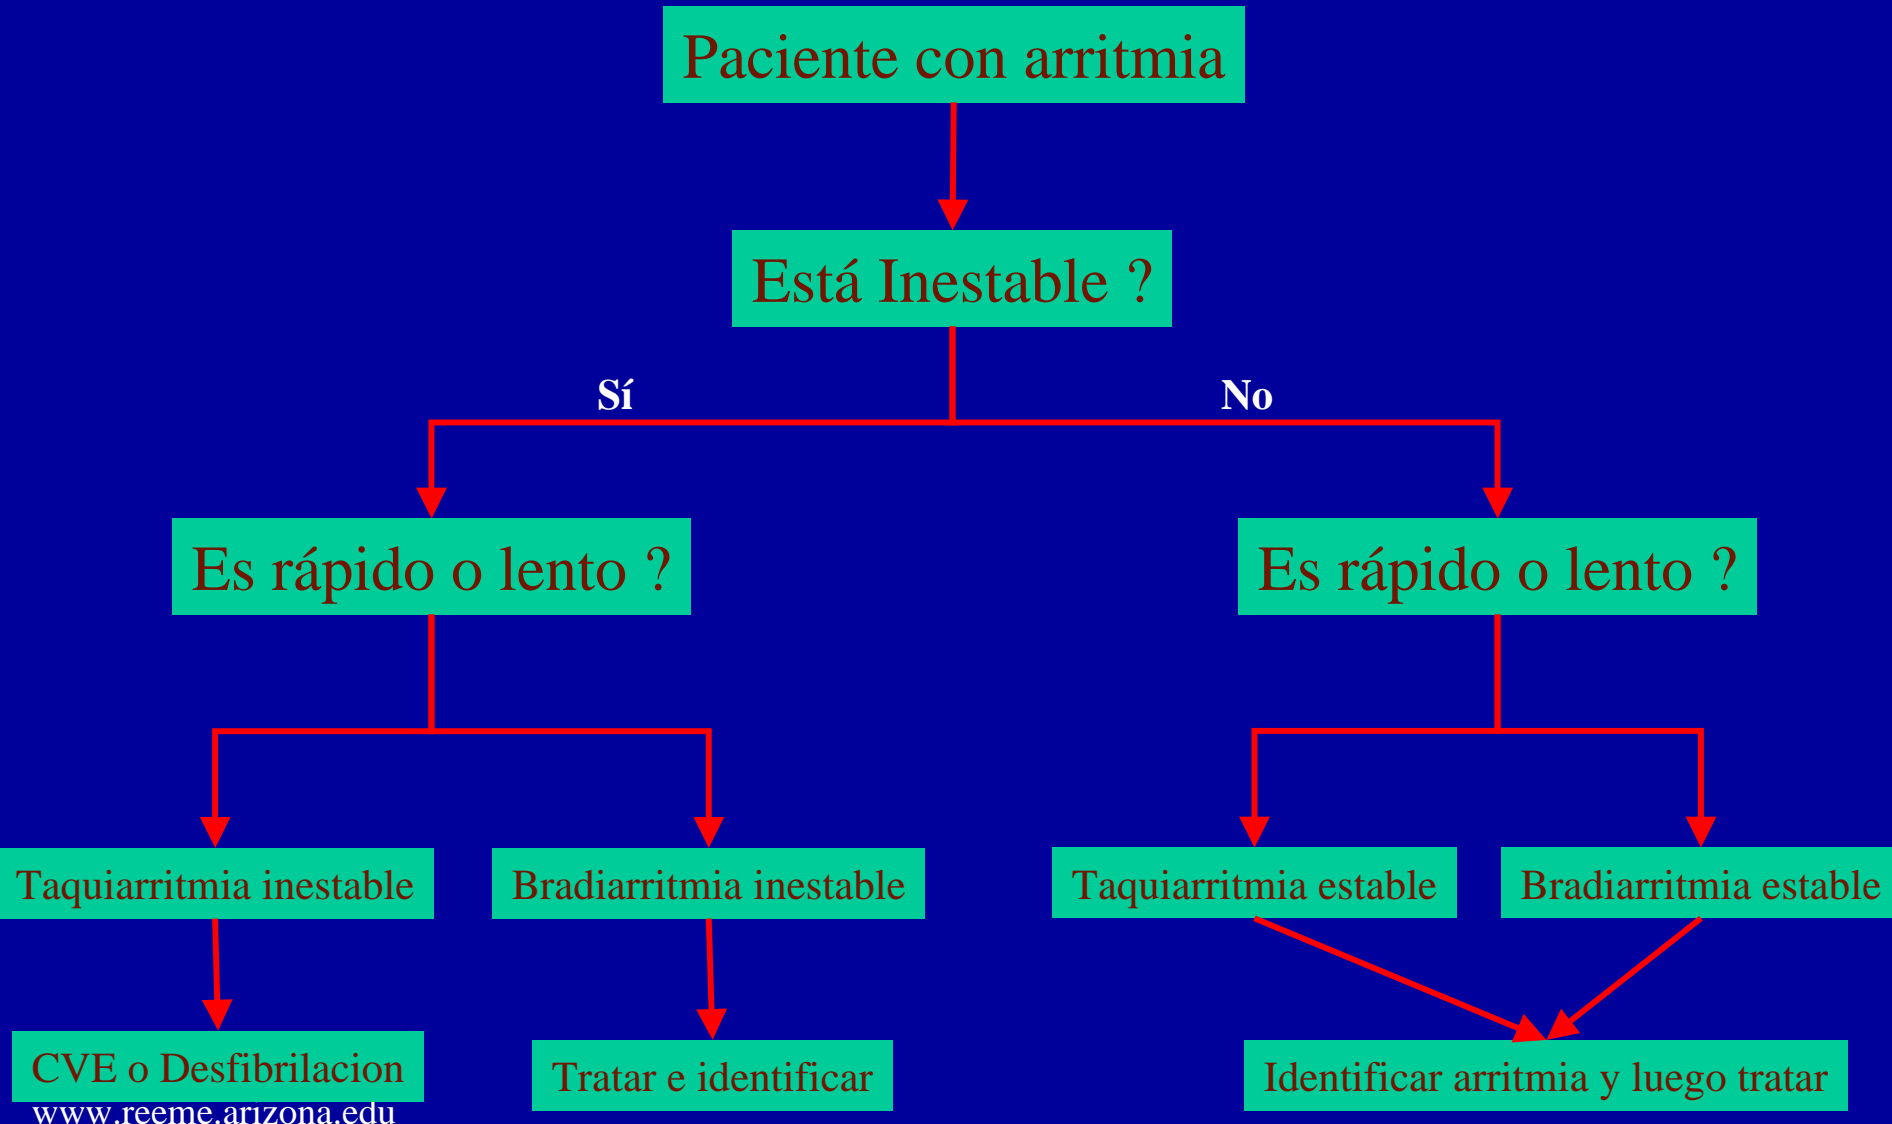 Paciente con arritmia
Está Inestable ?
Sí
No
Es rápido o lento ?
Es rápido o lento ?
Taquiarritmia inestable
Bradiarritmia inestable
Taquiarritmia estable
Bradiarritmia estable
CVE o Desfibrilacion
Tratar e identificar
Identificar arritmia y luego tratar
www.reeme.arizona.edu